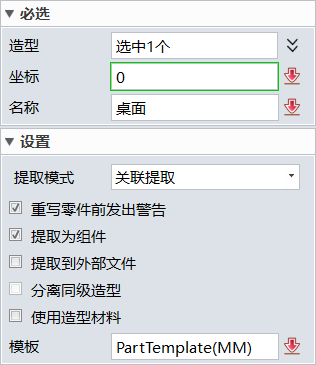 必选
造型 选中1个
坐标 0
名称 桌面
设置
提取模式 关联提取
重写零件前发出警告
提取为组件
提取到外部文件
分离同级造型
使用造型材料
模板 PartTemplate(MM)